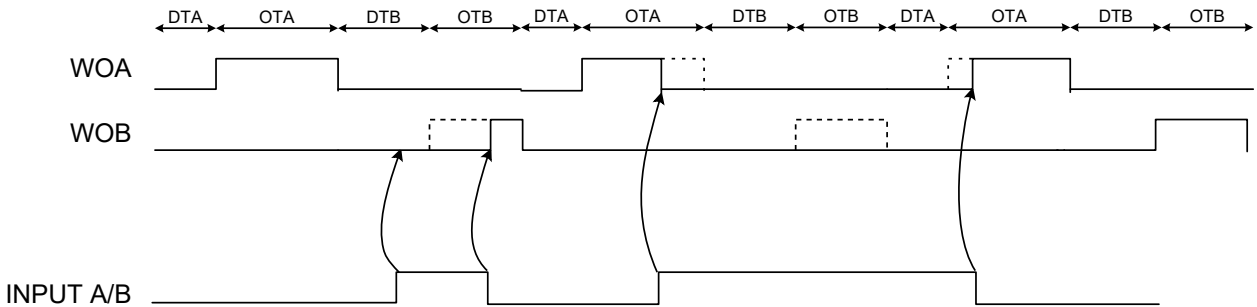 DTA OTA DTB OTB DTA OTA DTB OTB DTA OTA DTB OTB
WOA
WOB
INPUT A/B